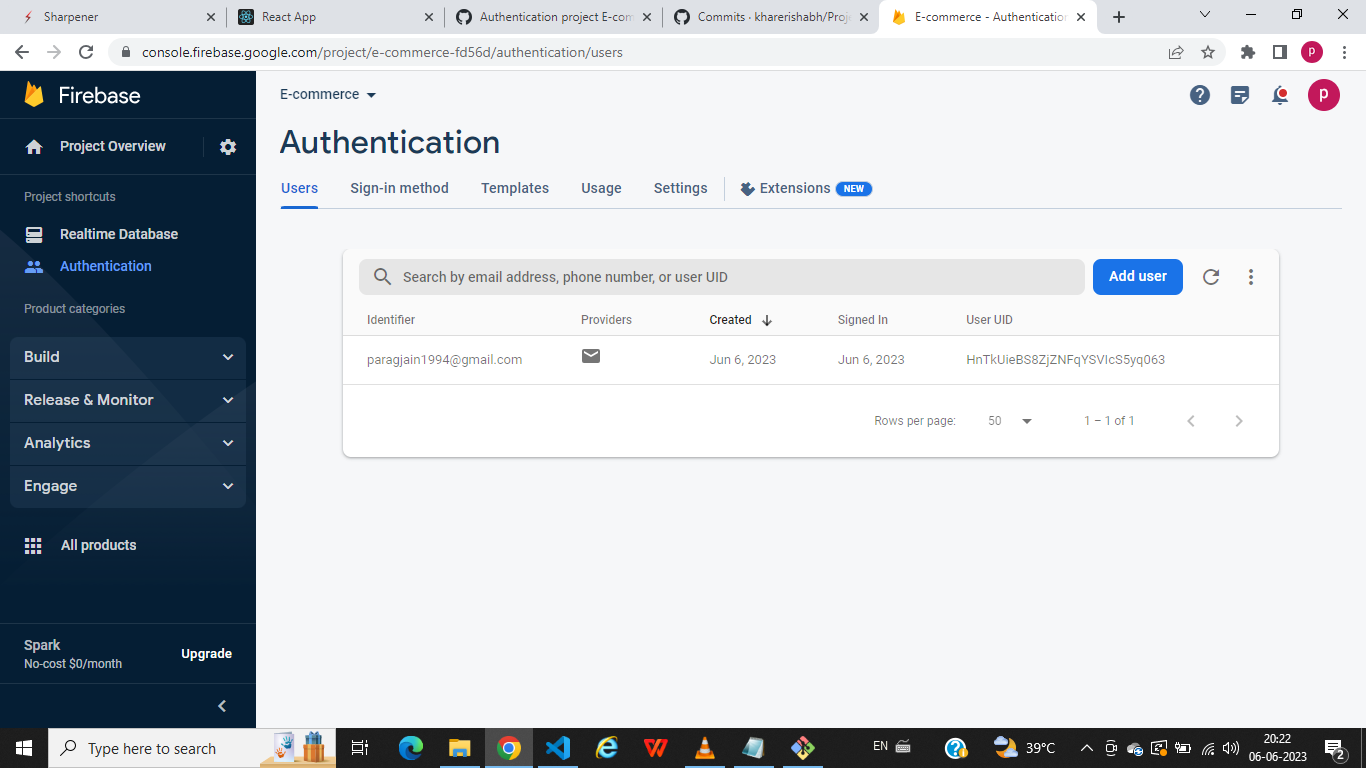 Sharpener
React App
Authentication project E-com
Commits · kharerishabh/Proje
E-commerce - Authentication
console.firebase.google.com/project/e-commerce-fd56d/authentication/users
P
Firebase
E-commerce
p
Project Overview
Authentication
Users
Sign-in method
Templates
Usage
Settings
Extensions
NEW
Project shortcuts
Realtime Database
Authentication
Product categories
Build
Release & Monitor
Analytics
Engage
All products
Search by email address, phone number, or user UID
Add user
Identifier
Providers
Created
Signed In
User UID
paragjain1994@gmail.com
Jun 6, 2023
Jun 6, 2023
HnTkUieBS8ZjZNFqYSVIcS5yq063
Rows per page:
50
1 – 1 of 1
Spark
No-cost $0/month
Upgrade
Type here to search
EN
39°C
20:22
06-06-2023
2